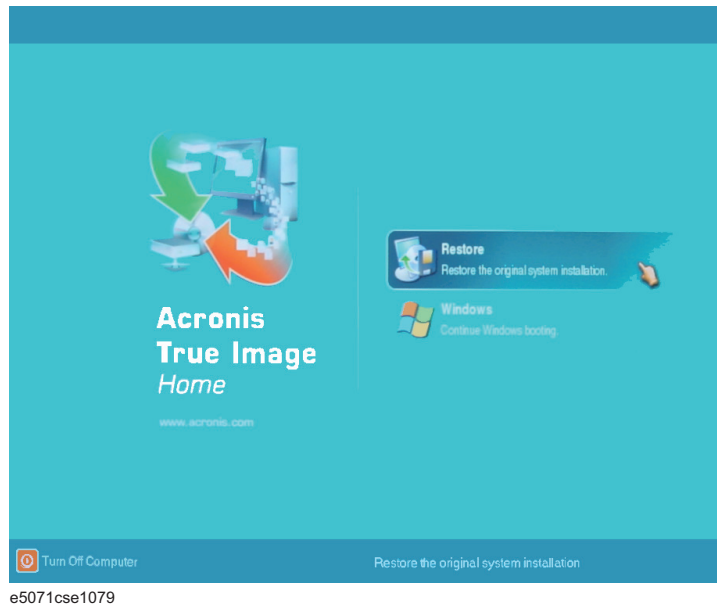 Restore
Restore the original system installation.
Windows
Continue Windows booting.
Acronis
True Image
Home
www.acronis.com
Turn Off Computer
Restore the original system installation
e5071cse1079